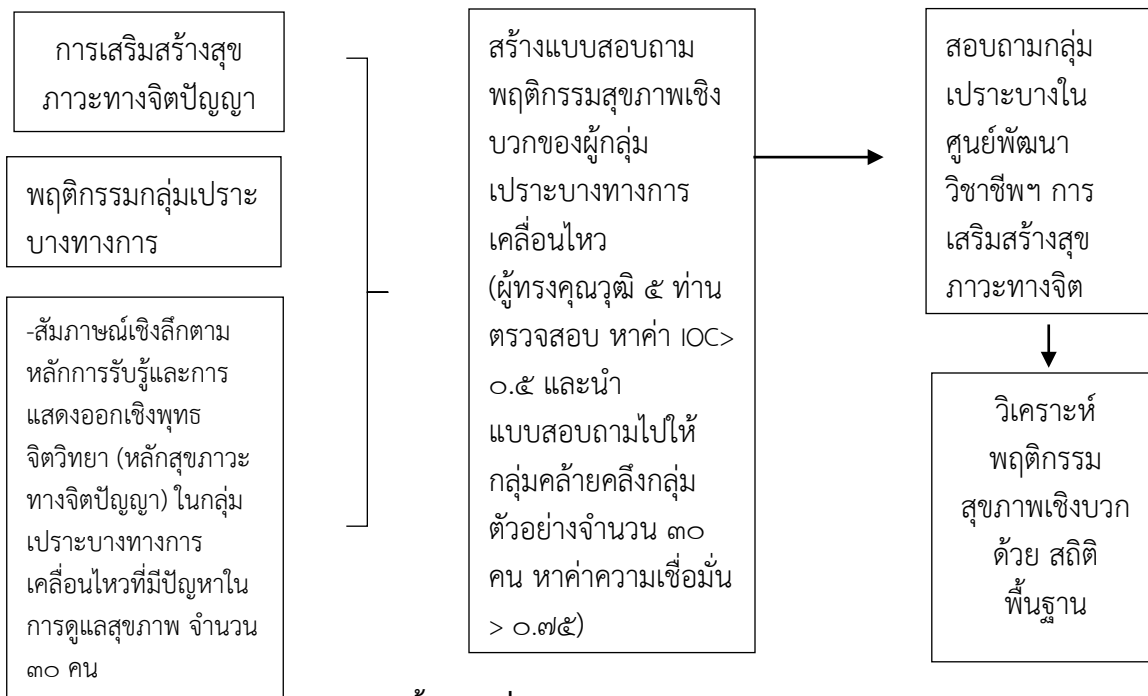 การเสริมสร้างสุข
ภาวะทางจิตปัญญา
พฤติกรรมกลุ่มเปราะ
บางทางการ
-สัมภาษณ์เชิงลึกตาม
หลักการรับรู้และการ
แสดงออกเชิงพุทธ
จิตวิทยา (หลักสุขภาวะ
ทางจิตปัญญา) ในกลุ่ม
เปราะบางทางการ
เคลื่อนไหวที่มีปัญหาใน
การดูแลสุขภาพ จำนวน
๓๐ คน
สร้างแบบสอบถาม
พฤติกรรมสุขภาพเชิง
บวกของผู้กลุ่ม
เปราะบางทางการ
เคลื่อนไหว
(ผู้ทรงคุณวุฒิ ๕ ท่าน
ตรวจสอบ หาค่า IOC>
๐.๕ และนำ
แบบสอบถามไปให้
กลุ่มคล้ายคลึงกลุ่ม
ตัวอย่างจำนวน ๓๐
คน หาค่าความเชื่อมั่น
> ๐.๗๕)
สอบถามกลุ่ม
เปราะบางใน
ศูนย์พัฒนา
วิชาชีพฯ การ
เสริมสร้างสุข
ภาวะทางจิต
วิเคราะห์
พฤติกรรม
สุขภาพเชิงบวก
ด้วย สถิติ
พื้นฐาน